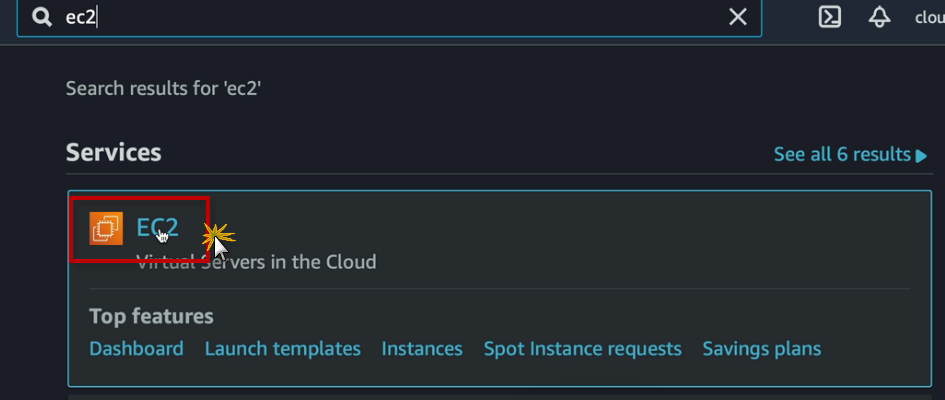 ec2
clou
Search results for 'ec2'
Services
See all 6 results
EC2
Virtual Servers in the Cloud
Top features
Dashboard Launch templates Instances Spot Instance requests Savings plans